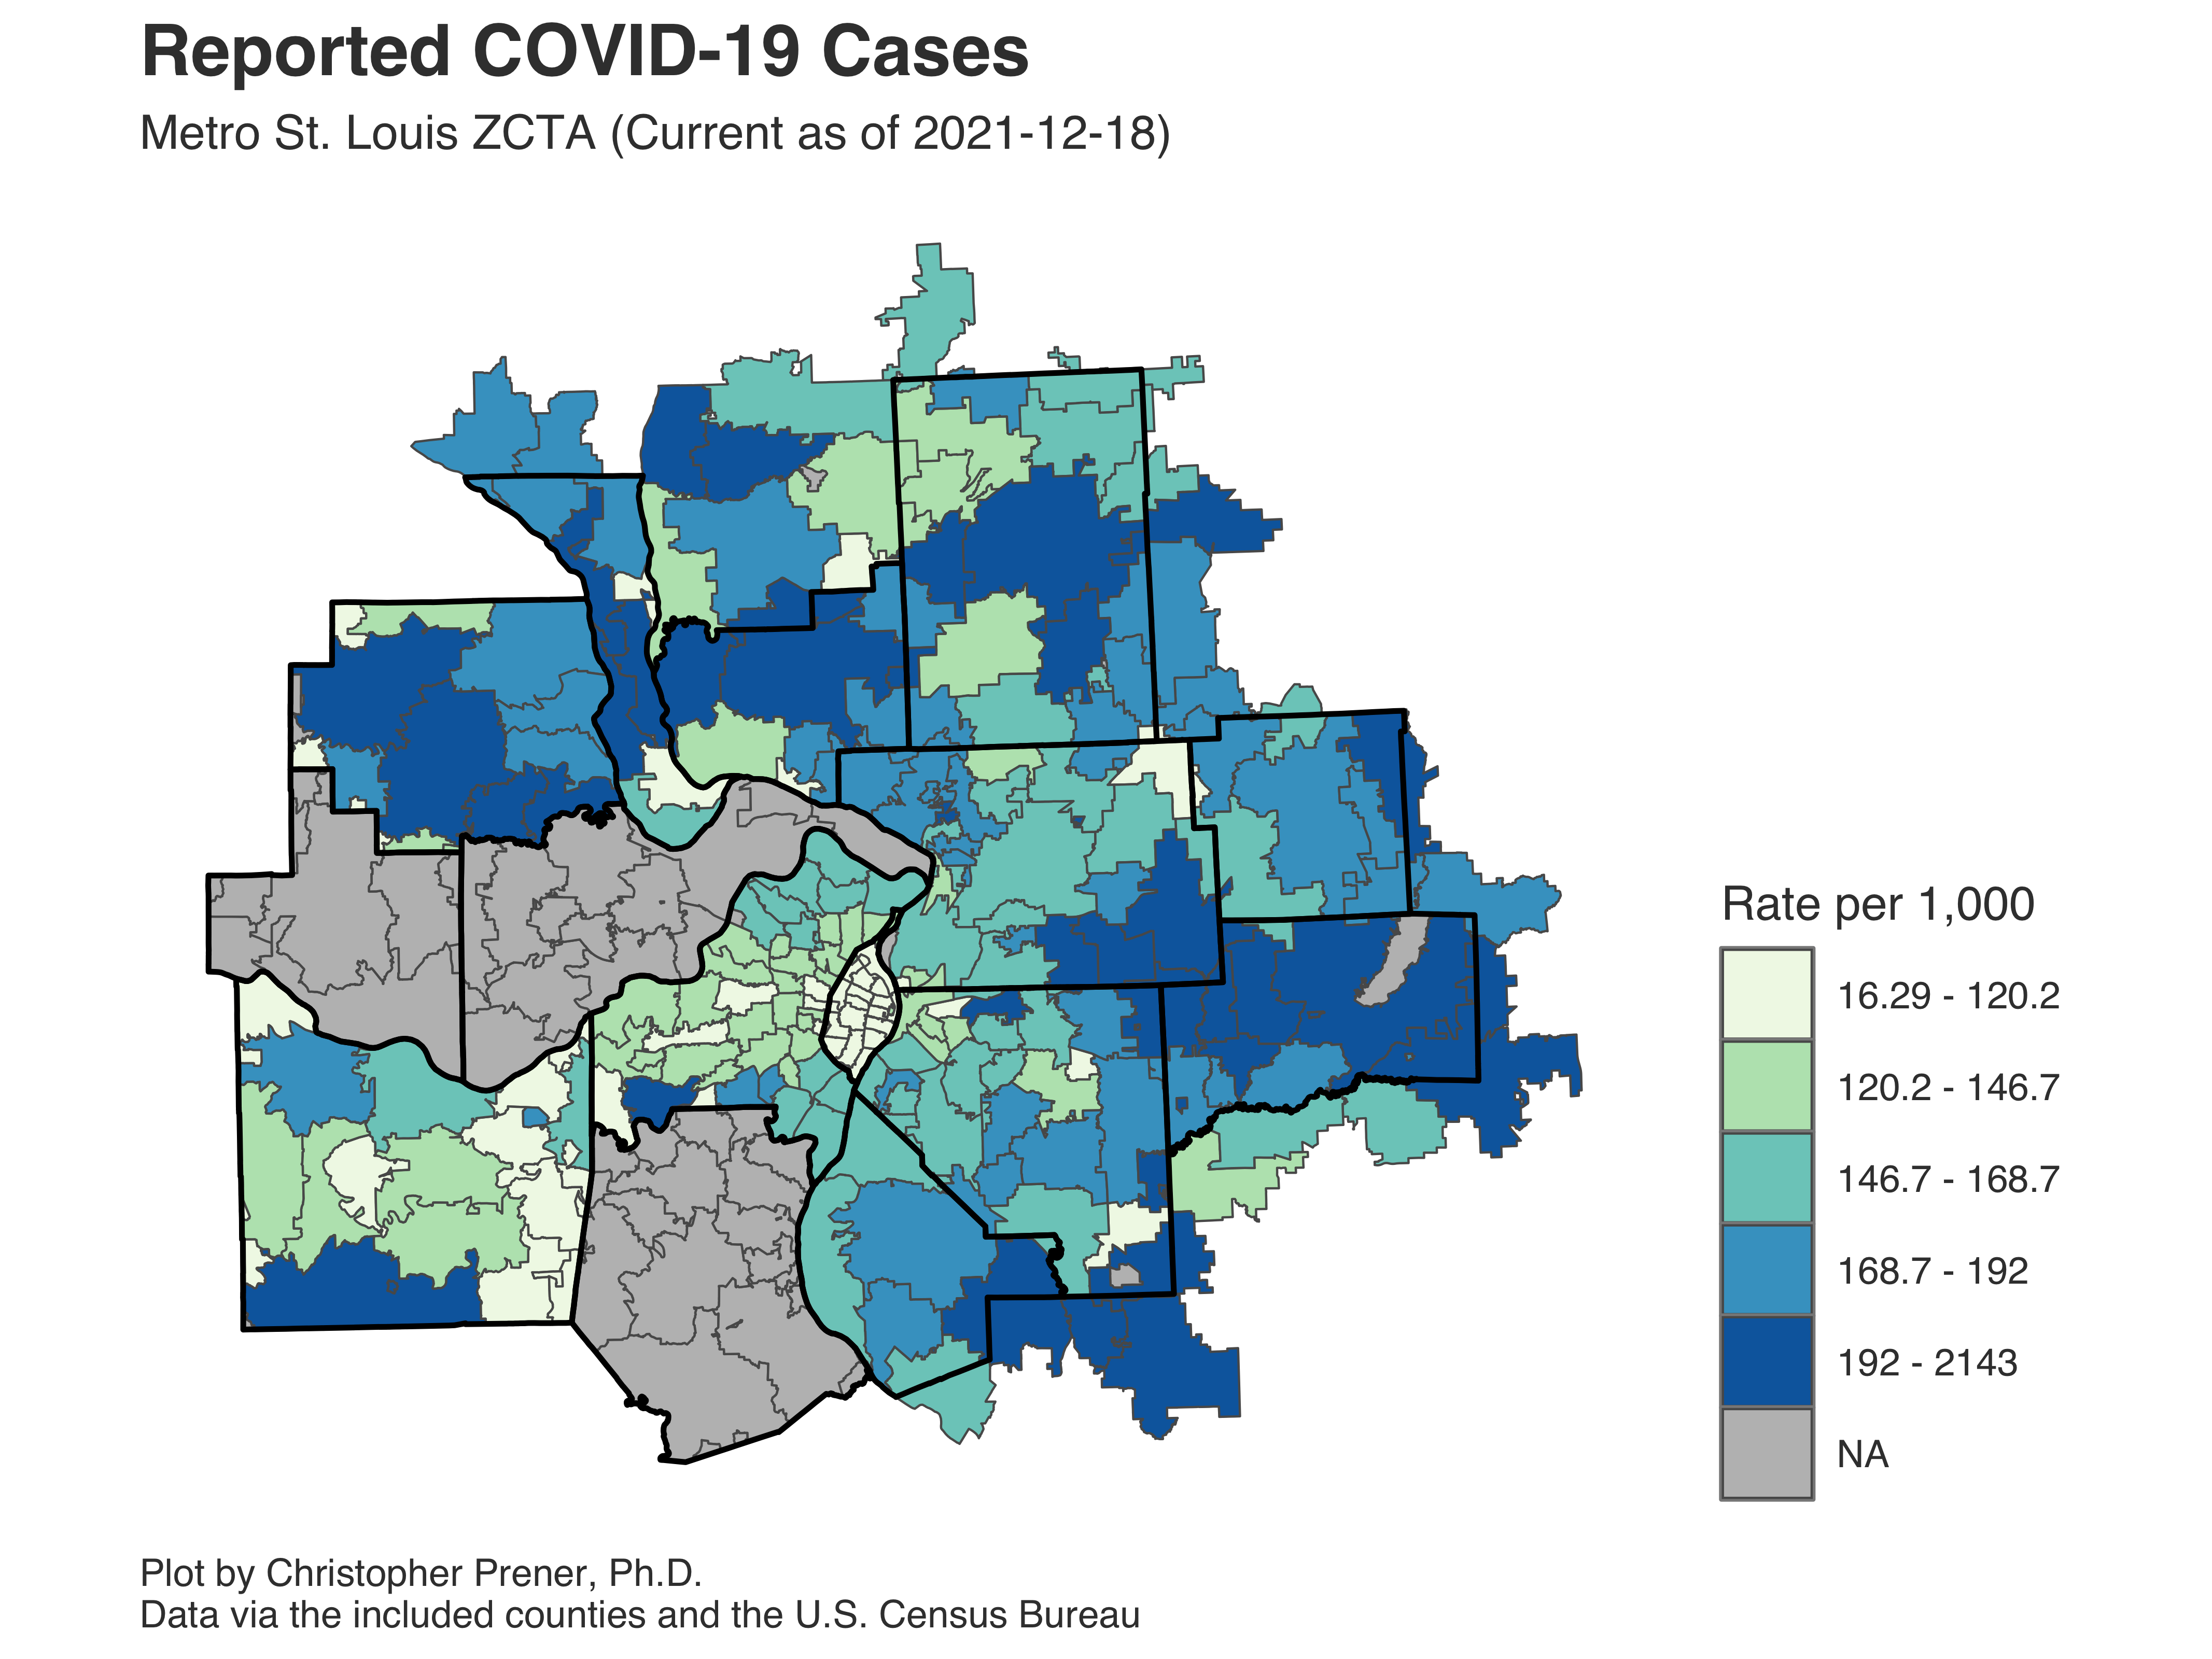 Reported COVID-19 Cases
Metro St. Louis ZCTA (Current as of 2021-12-18)
Rate per 1,000
16.29 - 120.2
120.2 - 146.7
146.7 - 168.7
168.7 - 192
192 - 2143
NA
Plot by Christopher Prener, Ph.D.
Data via the included counties and the U.S. Census Bureau